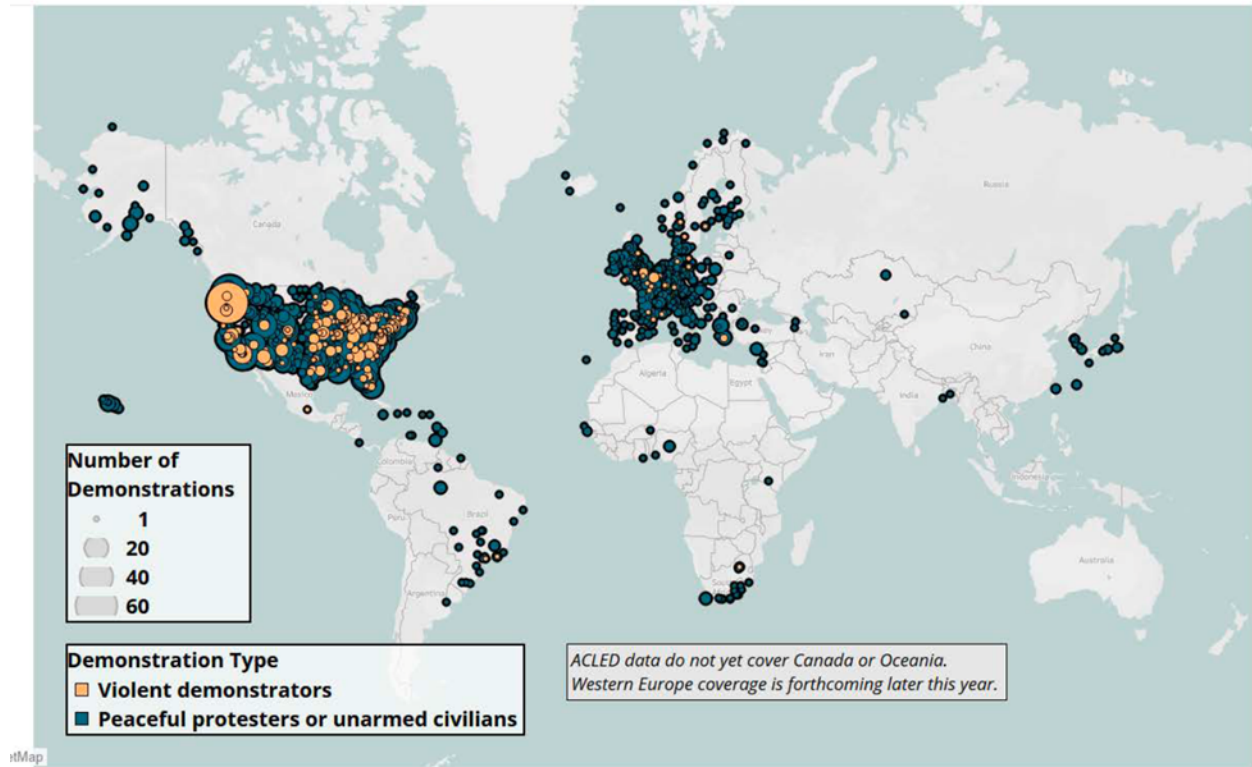 Russia
Canada
China
Iran
Algeria
Egypt
India
Mexico
Colombia
Peru
Brazil
Indonesia
Australia
Argentina
South
Number of
Demonstrations
1
20
40
60
Demonstration Type
Violent demonstrators
Peaceful protesters or unarmed civilians
ACLED data do not yet cover Canada or Oceania.
Western Europe coverage is forthcoming later this year.
etMap